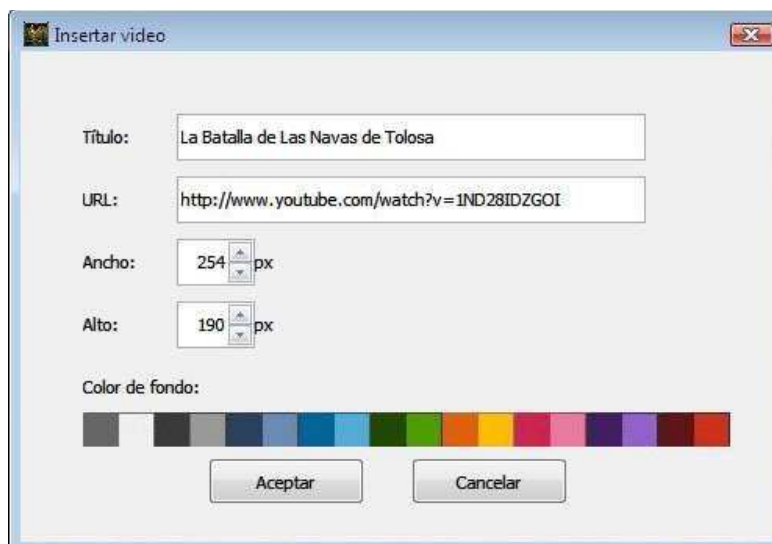 Insertar video
Título: La Batalla de Las Navas de Tolosa
URL: http://www.youtube.com/watch?v=1ND28IDZGOI
Ancho: 254 px
Alto: 190 px
Color de fondo:
Aceptar Cancelar